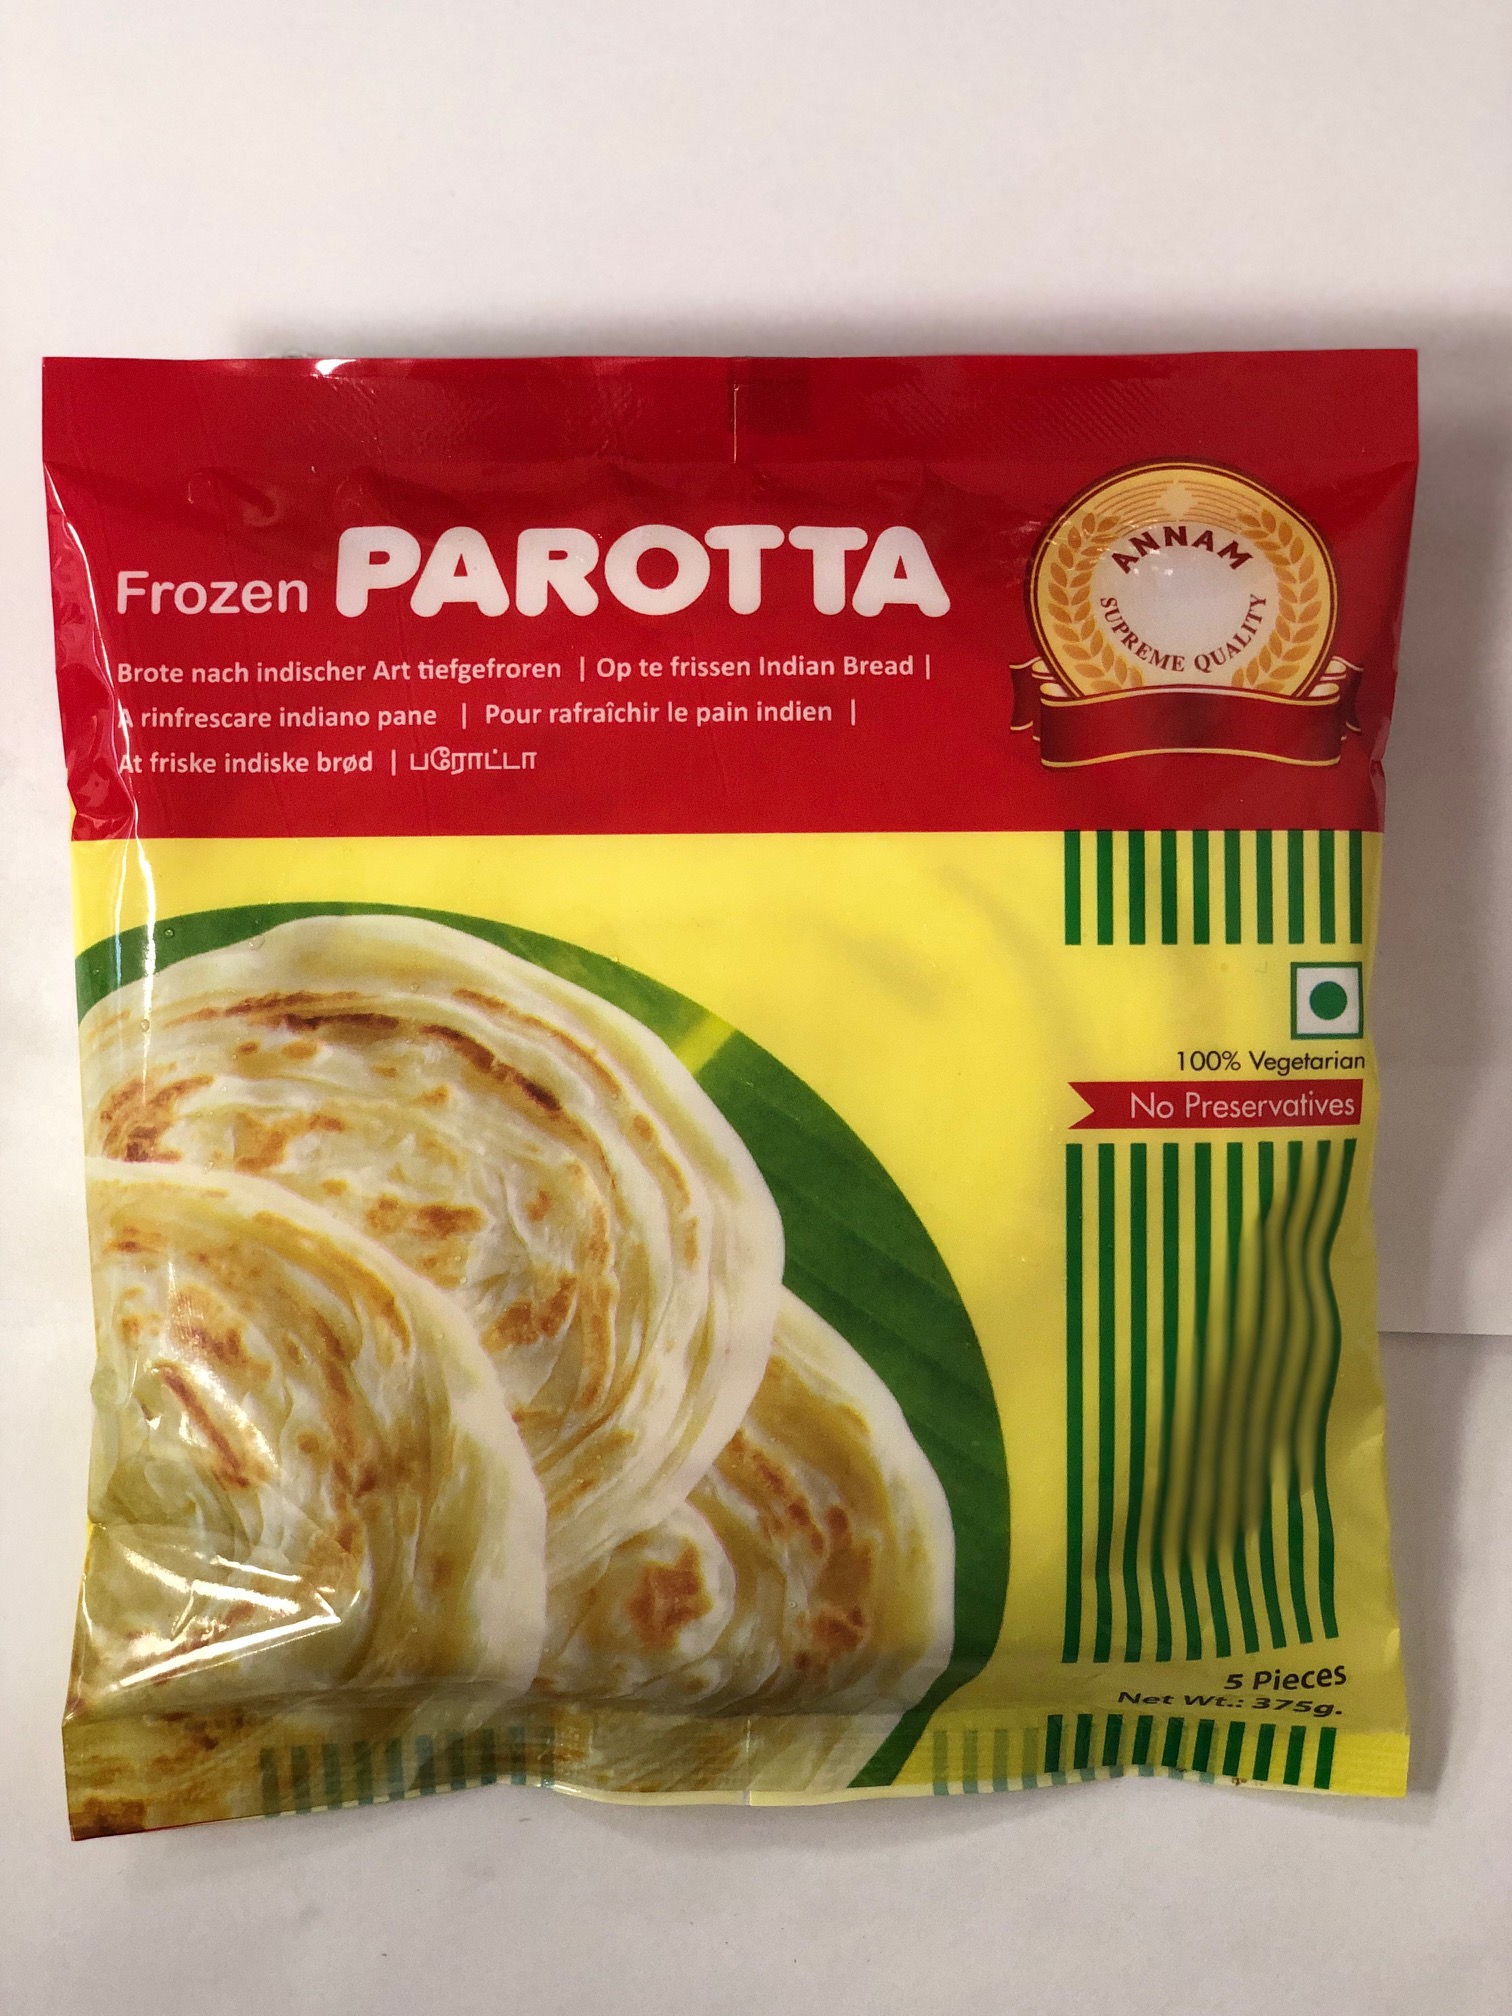 Frozen PAROTTA
ANNAM
SUPREME QUALITY
Brote nach indischer Art tiefgefroren | Op te frissen Indian Bread |
A rinfrescare indiano pane | Pour rafraîchir le pain indien |
At friske indiske brød | பரோட்டா
100% Vegetarian
No Preservatives
5 Pieces
Net Wt.: 375g.